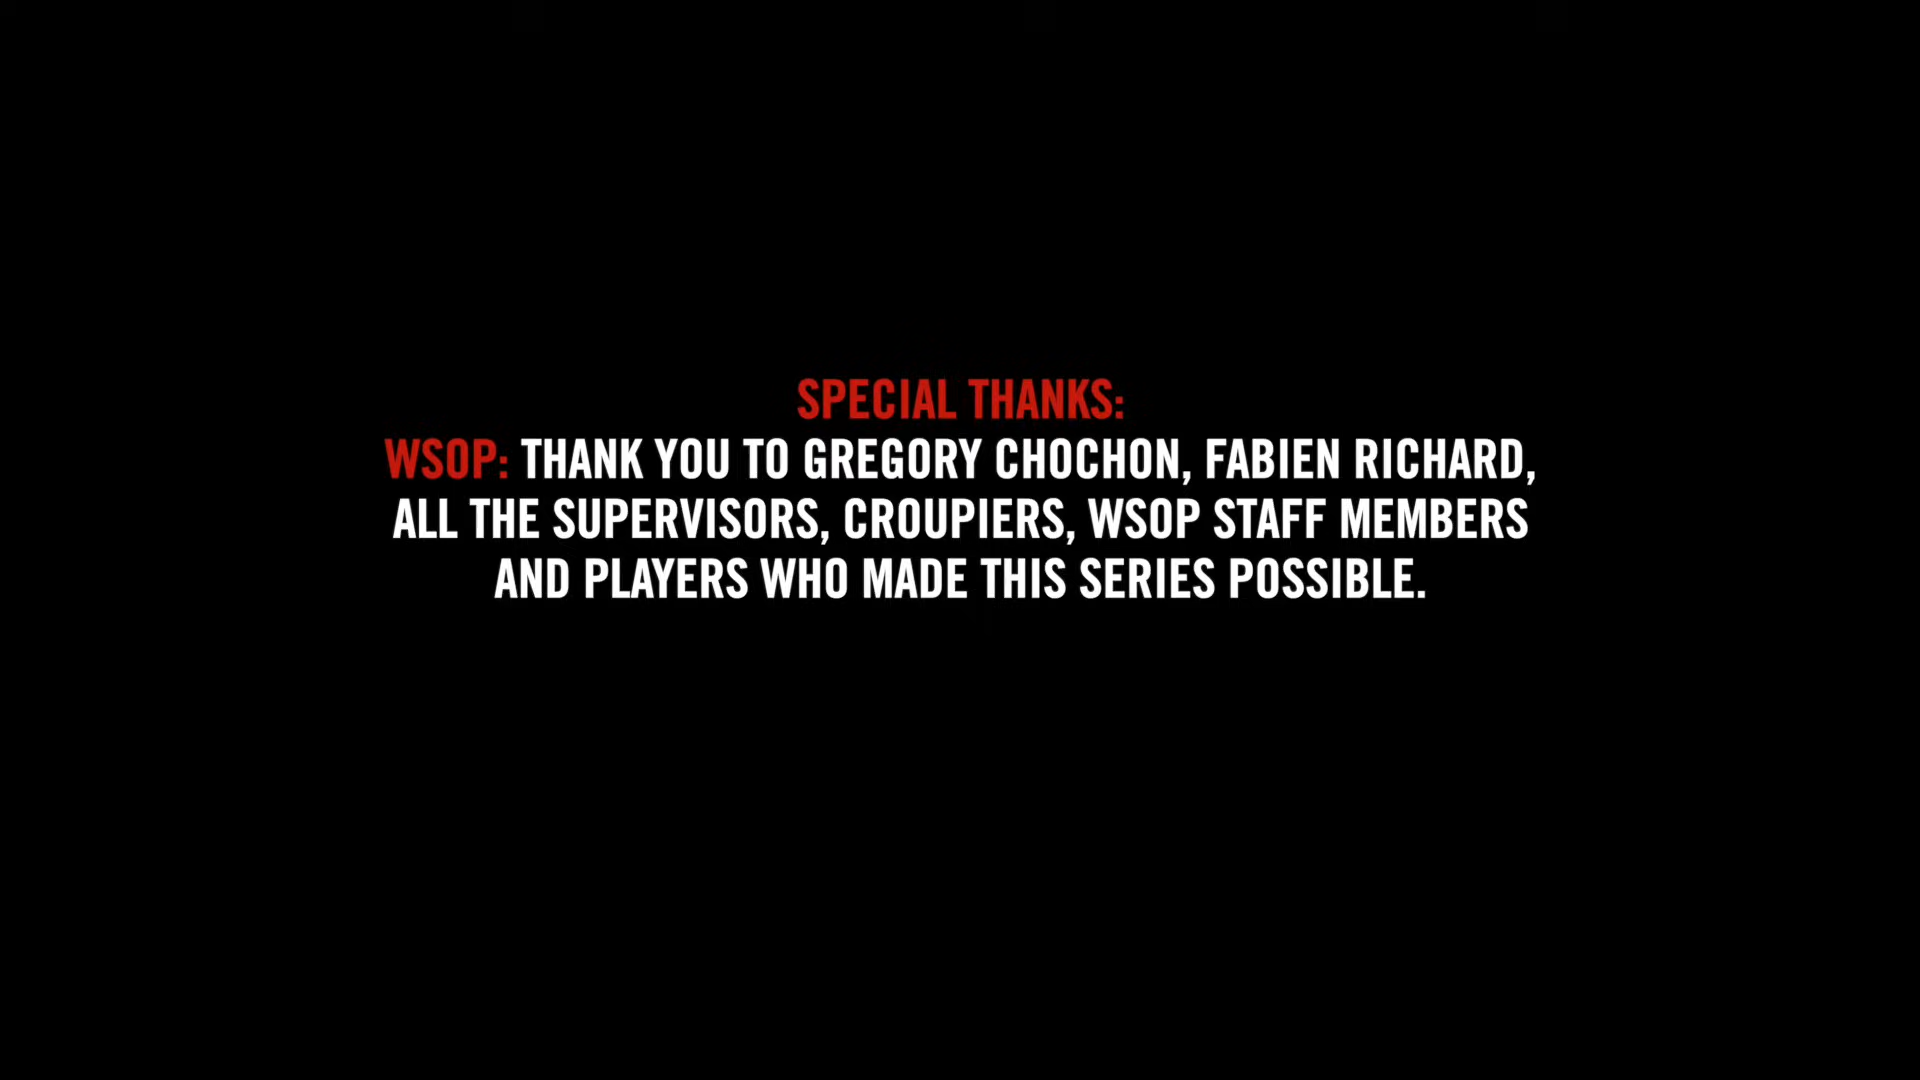 SPECIAL THANKS:
WSOP: THANK YOU TO GREGORY CHOCHON, FABIEN RICHARD,
ALL THE SUPERVISORS, CROUPIERS, WSOP STAFF MEMBERS
AND PLAYERS WHO MADE THIS SERIES POSSIBLE.